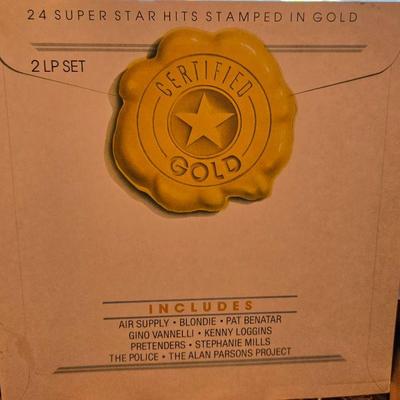 24 SUPER STAR HITS STAMPED IN GOLD
2 LP SET
CERTIFIED
GOLD
INCLUDES
AIR SUPPLY • BLONDIE • PAT BENATAR
GINO VANNELLI • KENNY LOGGINS
PRETENDERS • STEPHANIE MILLS
THE POLICE • THE ALAN PARSONS PROJECT